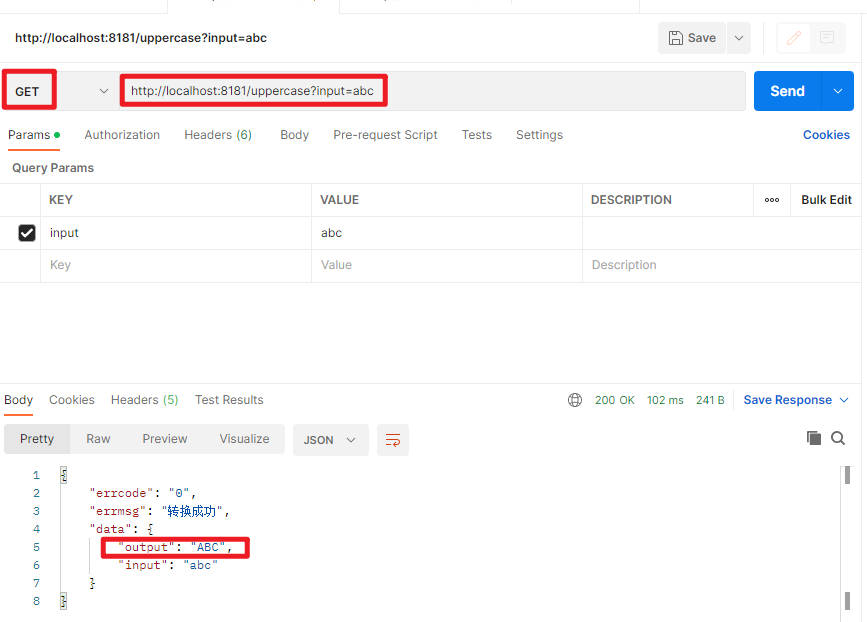 http://localhost:8181/uppercase?input=abc
Save
GET
http://localhost:8181/uppercase?input=abc
Send
Params Authorization Headers (6) Body Pre-request Script Tests Settings Cookies
Query Params
KEY VALUE DESCRIPTION ooo Bulk Edit
input abc
Key Value Description
Body Cookies Headers (5) Test Results 200 OK 102 ms 241 B Save Response
Pretty Raw Preview Visualize JSON
1 {
2 "errcode": "0",
3 "errmsg": "转换成功",
4 "data": {
5 "output": "ABC",
6 "input": "abc"
7 }
8 }